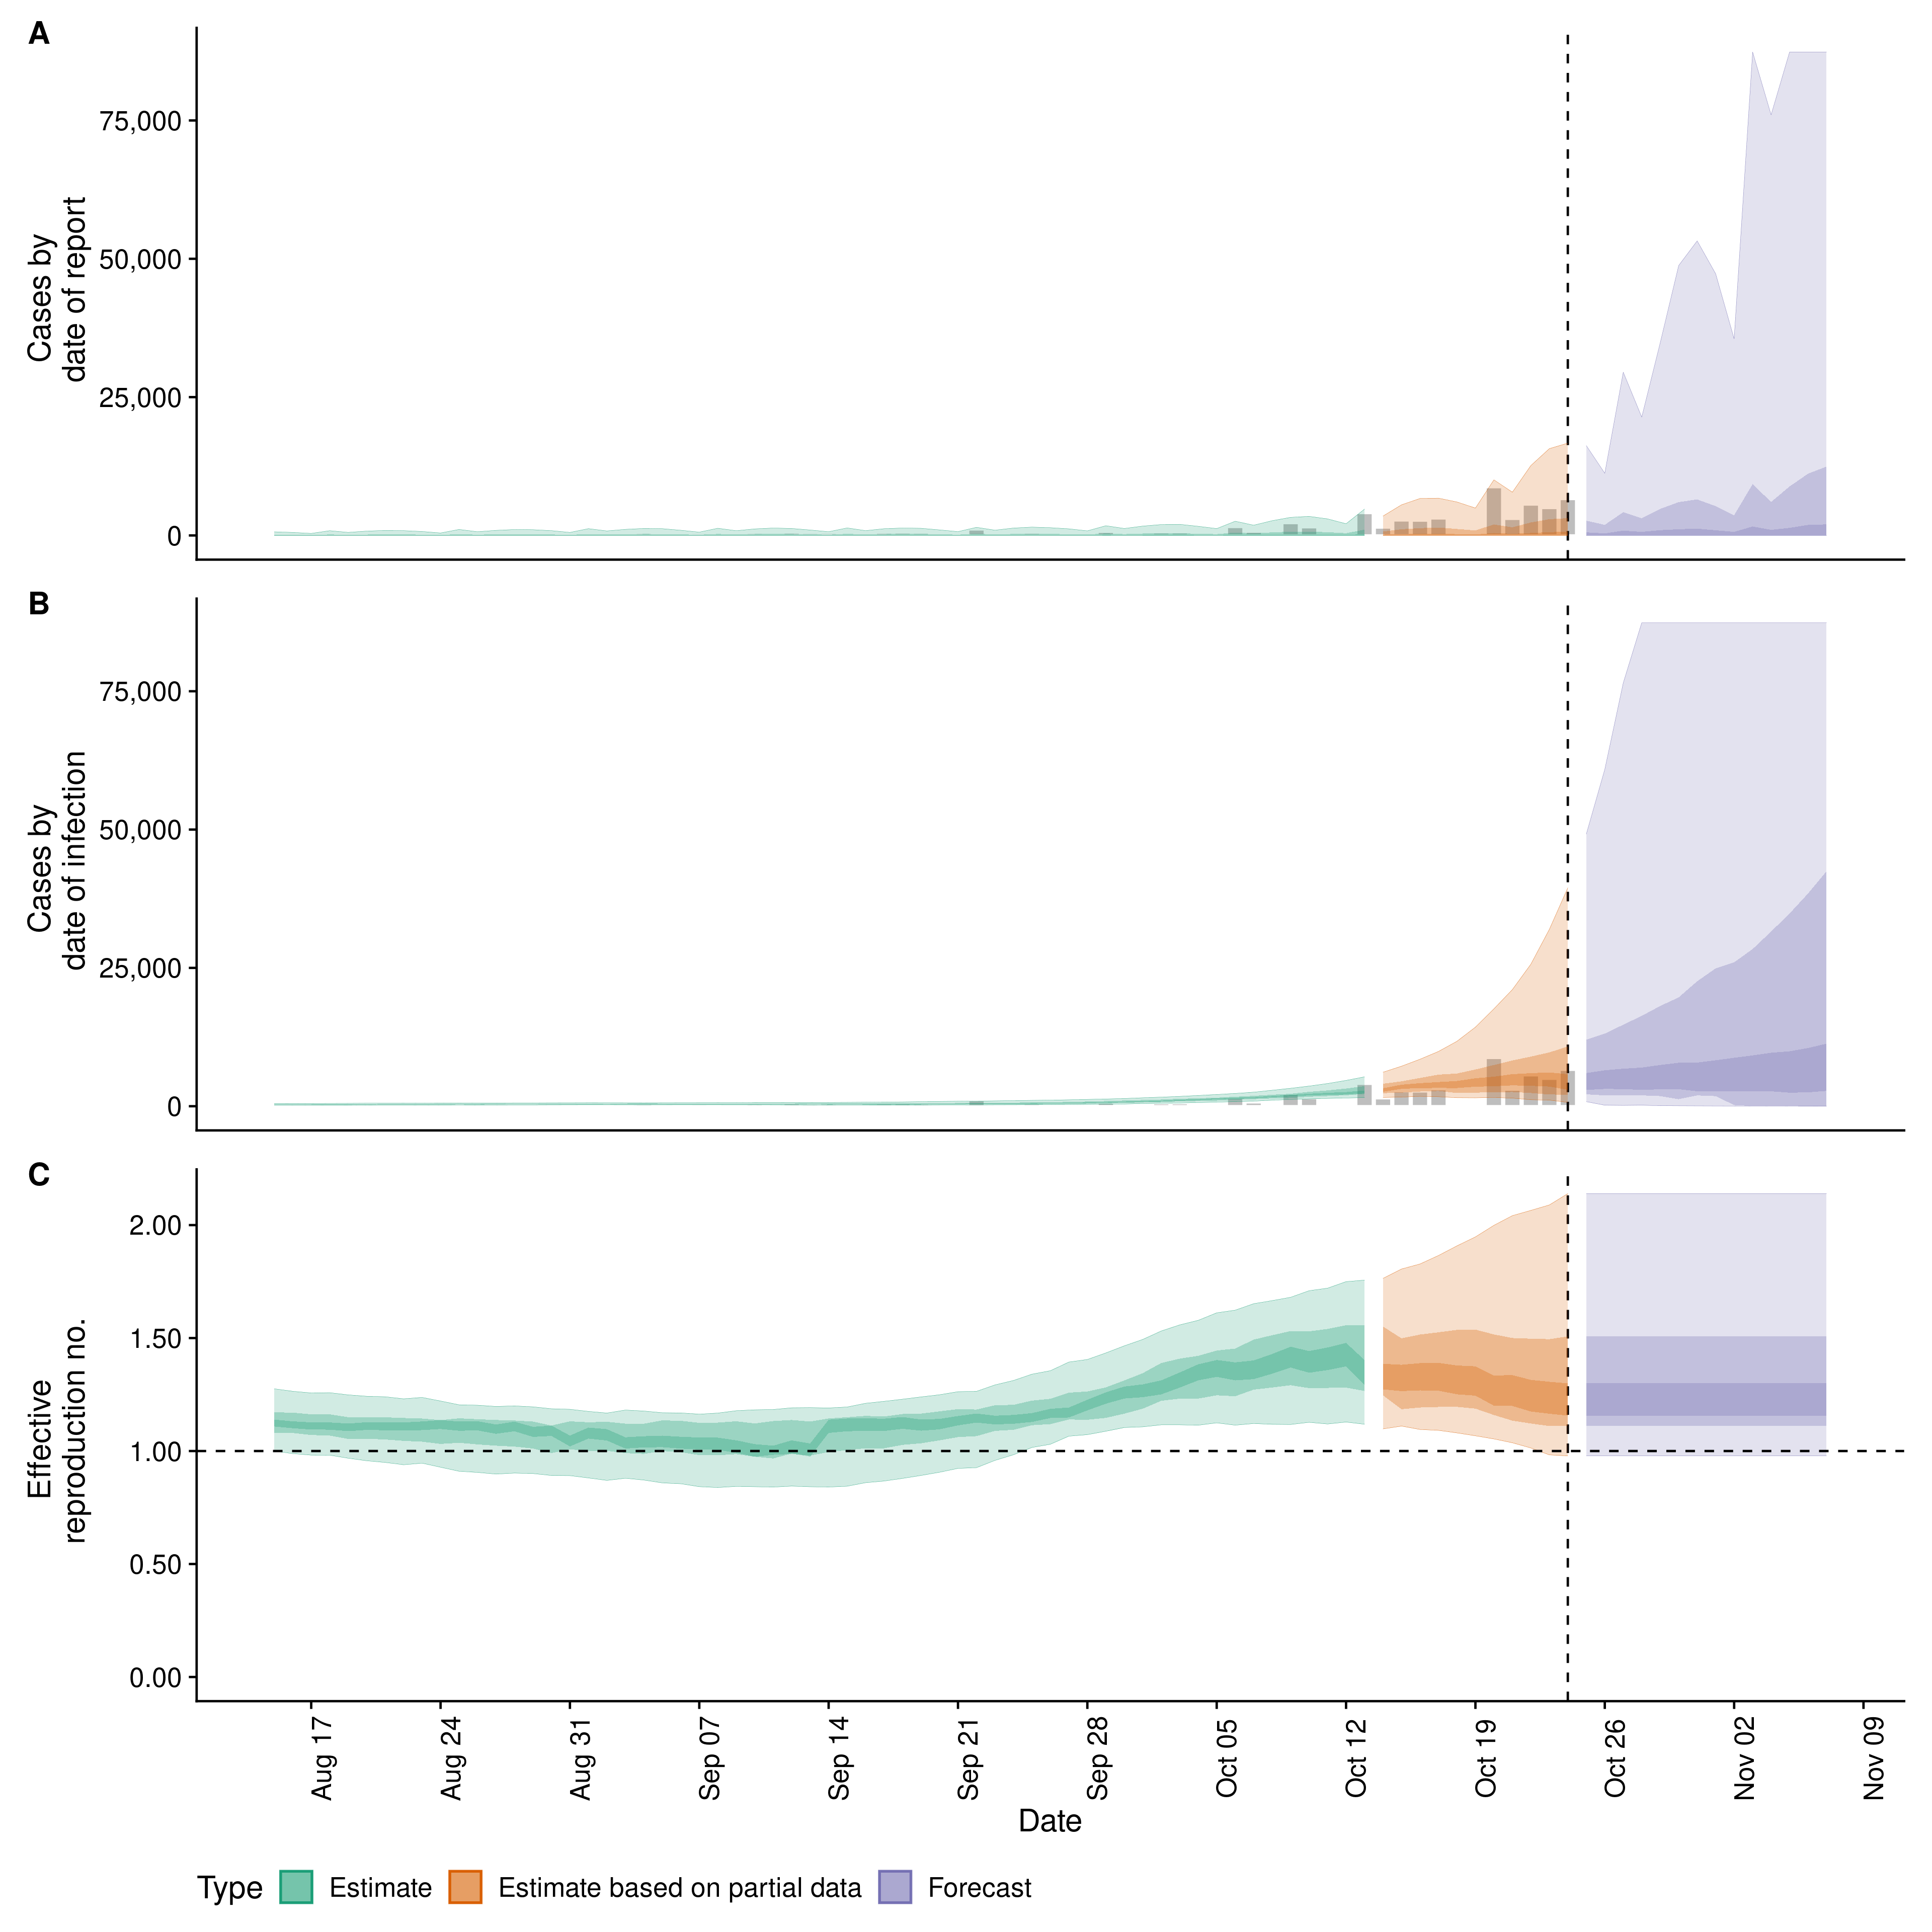 A
Cases by
date of report
75,000
50,000
25,000
0
B
Cases by
date of infection
75,000
50,000
25,000
0
C
Effective
reproduction no.
2.00
1.50
1.00
0.50
0.00
Aug 17
Aug 24
Aug 31
Sep 07
Sep 14
Sep 21
Sep 28
Oct 05
Oct 12
Oct 19
Oct 26
Nov 02
Nov 09
Date
Type Estimate Estimate based on partial data Forecast